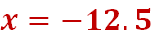 x = −12.5